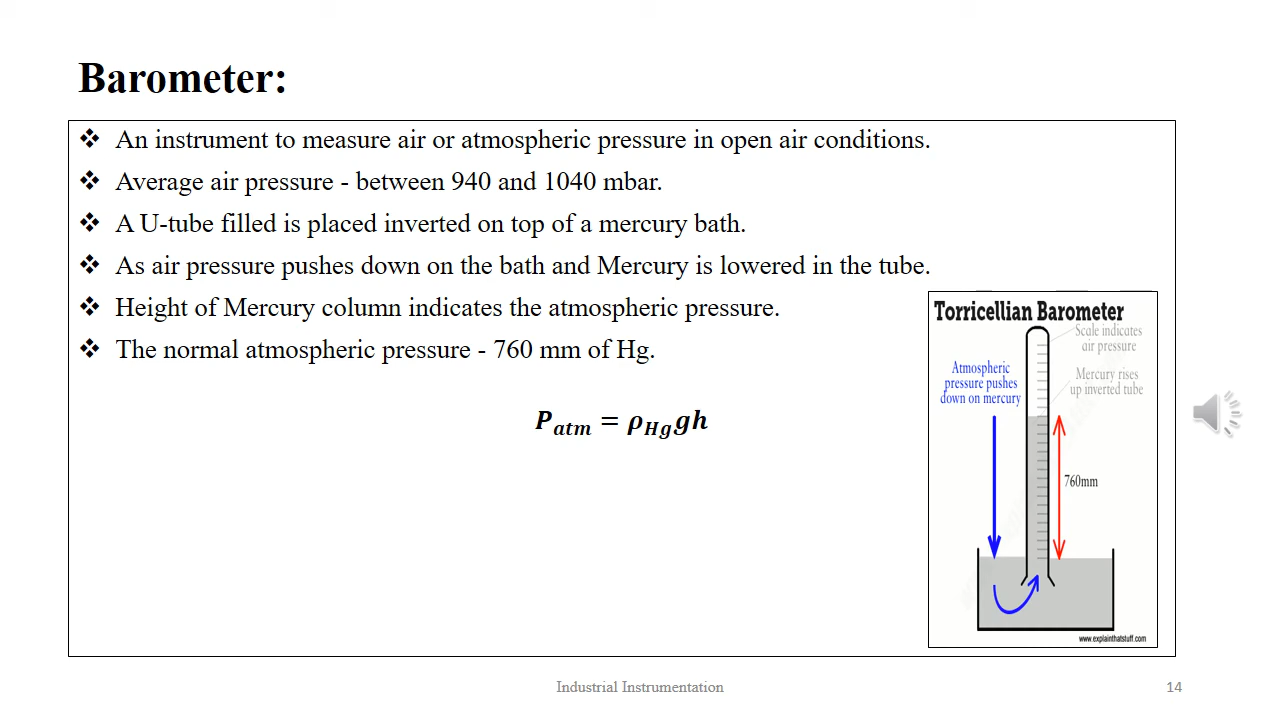 Barometer:
❖ An instrument to measure air or atmospheric pressure in open air conditions.
❖ Average air pressure - between 940 and 1040 mbar.
❖ A U-tube filled is placed inverted on top of a mercury bath.
❖ As air pressure pushes down on the bath and Mercury is lowered in the tube.
❖ Height of Mercury column indicates the atmospheric pressure.
❖ The normal atmospheric pressure - 760 mm of Hg.
P_atm = ρ_Hg gh
Torricellian Barometer
Scale indicates
air pressure
Atmospheric
pressure pushes
down on mercury
Mercury rises
up inverted tube
760mm
www.explainthatstuff.com
Industrial Instrumentation
14